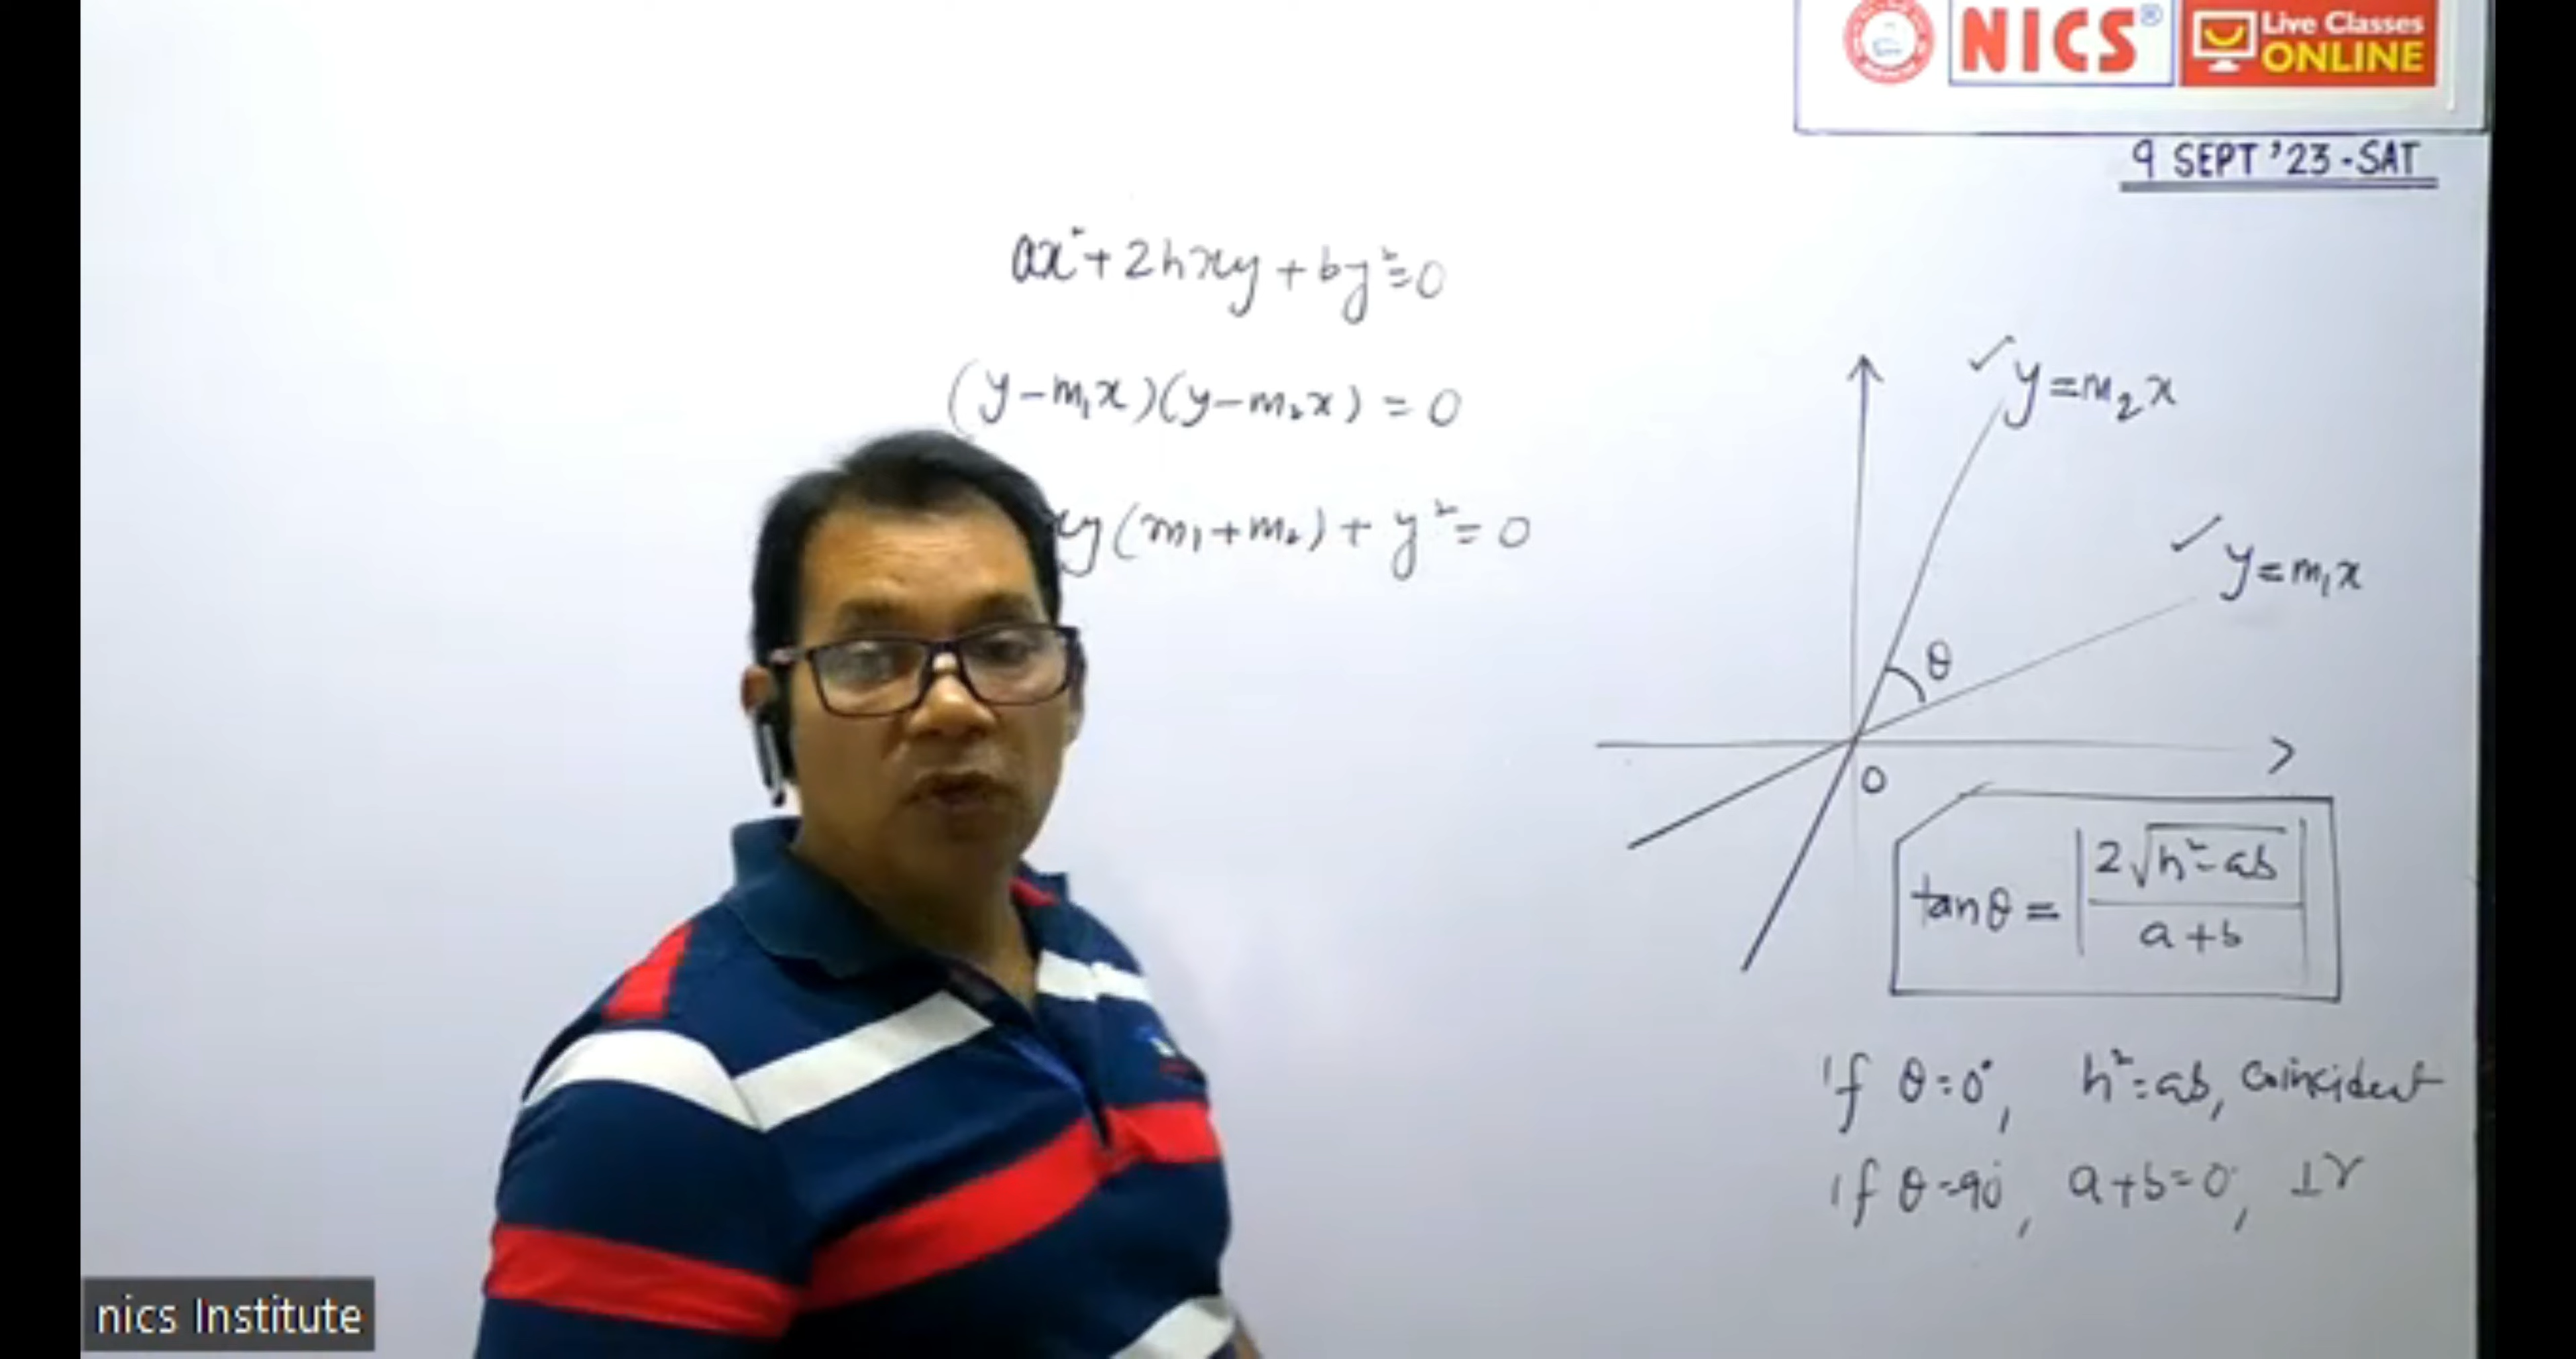 NICS®
Live Classes
ONLINE
9 SEPT '23 - SAT
ax² + 2hxy + by² = 0
(y - m₁x)(y - m₂x) = 0
xy(m₁ + m₂) + y² = 0
y = m₂x
y = m₁x
θ
O
tanθ = |2√(h² - ab) / (a + b)|
If θ = 0°, h² = ab, Coincident
If θ = 90°, a + b = 0, ⊥r
nics Institute